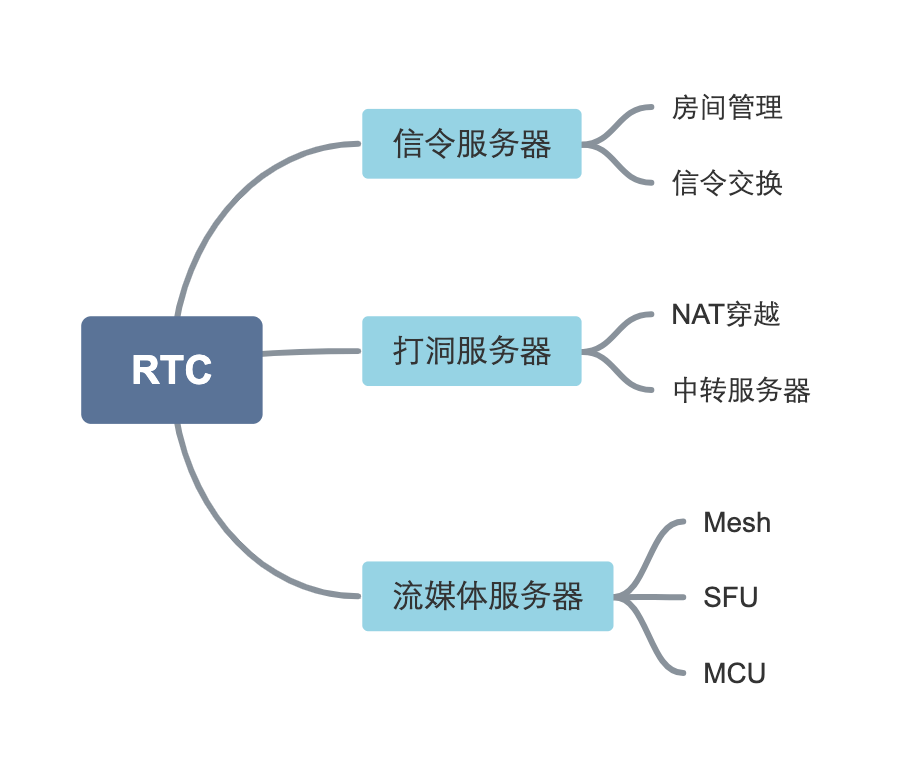 RTC
信令服务器
房间管理
信令交换
打洞服务器
NAT穿越
中转服务器
流媒体服务器
Mesh
SFU
MCU